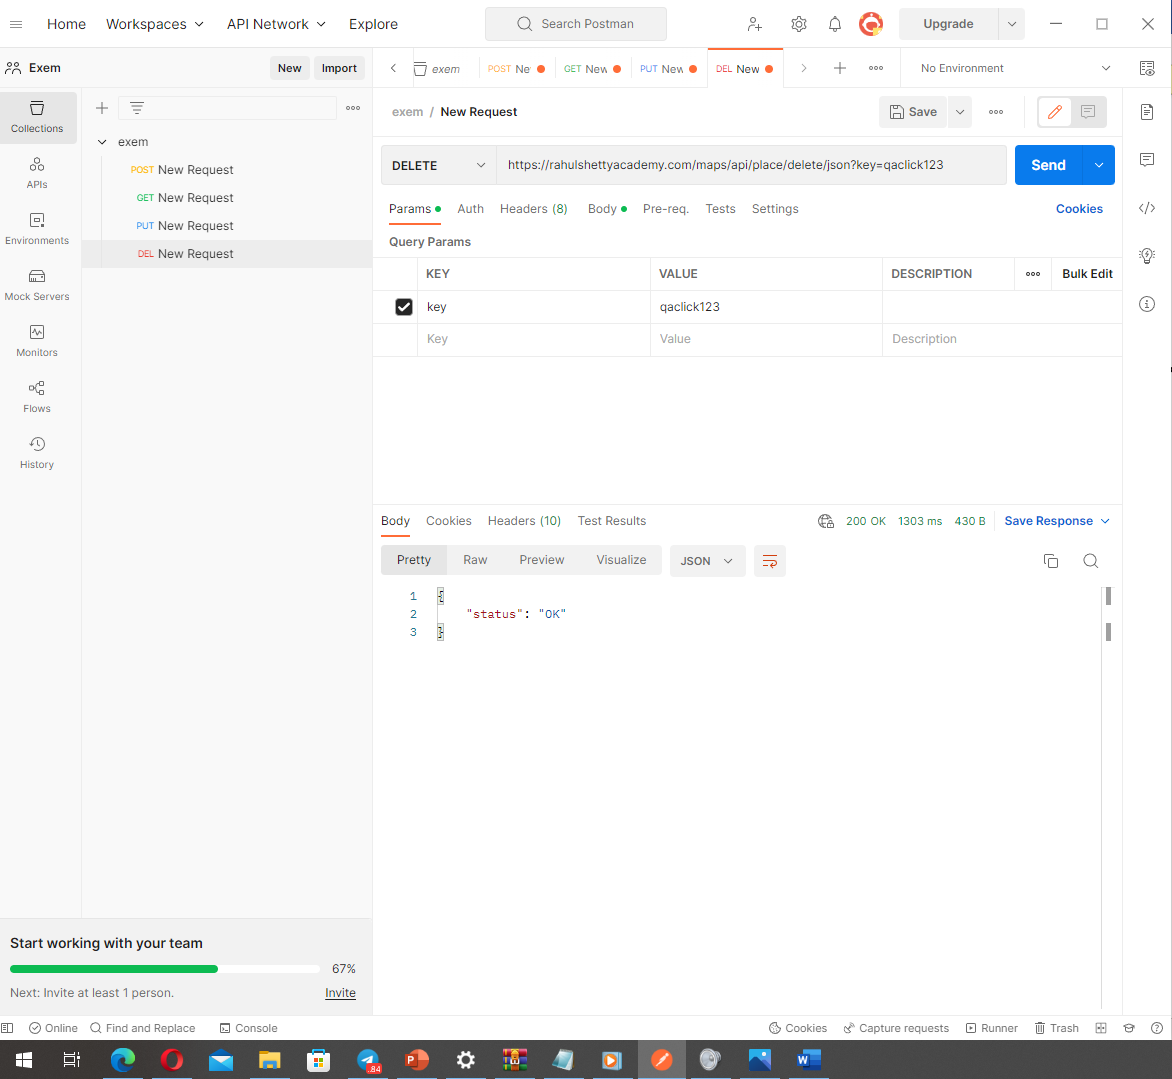 Home Workspaces API Network Explore Search Postman Upgrade
Exem New Import exem POST Ne GET New PUT New DEL New No Environment
Collections
APIs
Environments
Mock Servers
Monitors
Flows
History
exem
POST New Request
GET New Request
PUT New Request
DEL New Request
exem / New Request Save
DELETE https://rahulshettyacademy.com/maps/api/place/delete/json?key=qaclick123 Send
Params Auth Headers (8) Body Pre-req. Tests Settings Cookies
Query Params
KEY VALUE DESCRIPTION Bulk Edit
key qaclick123
Key Value Description
Body Cookies Headers (10) Test Results 200 OK 1303 ms 430 B Save Response
Pretty Raw Preview Visualize JSON
1 {
2 "status": "OK"
3 }
Start working with your team
67%
Next: Invite at least 1 person. Invite
Online Find and Replace Console Cookies Capture requests Runner Trash
.84